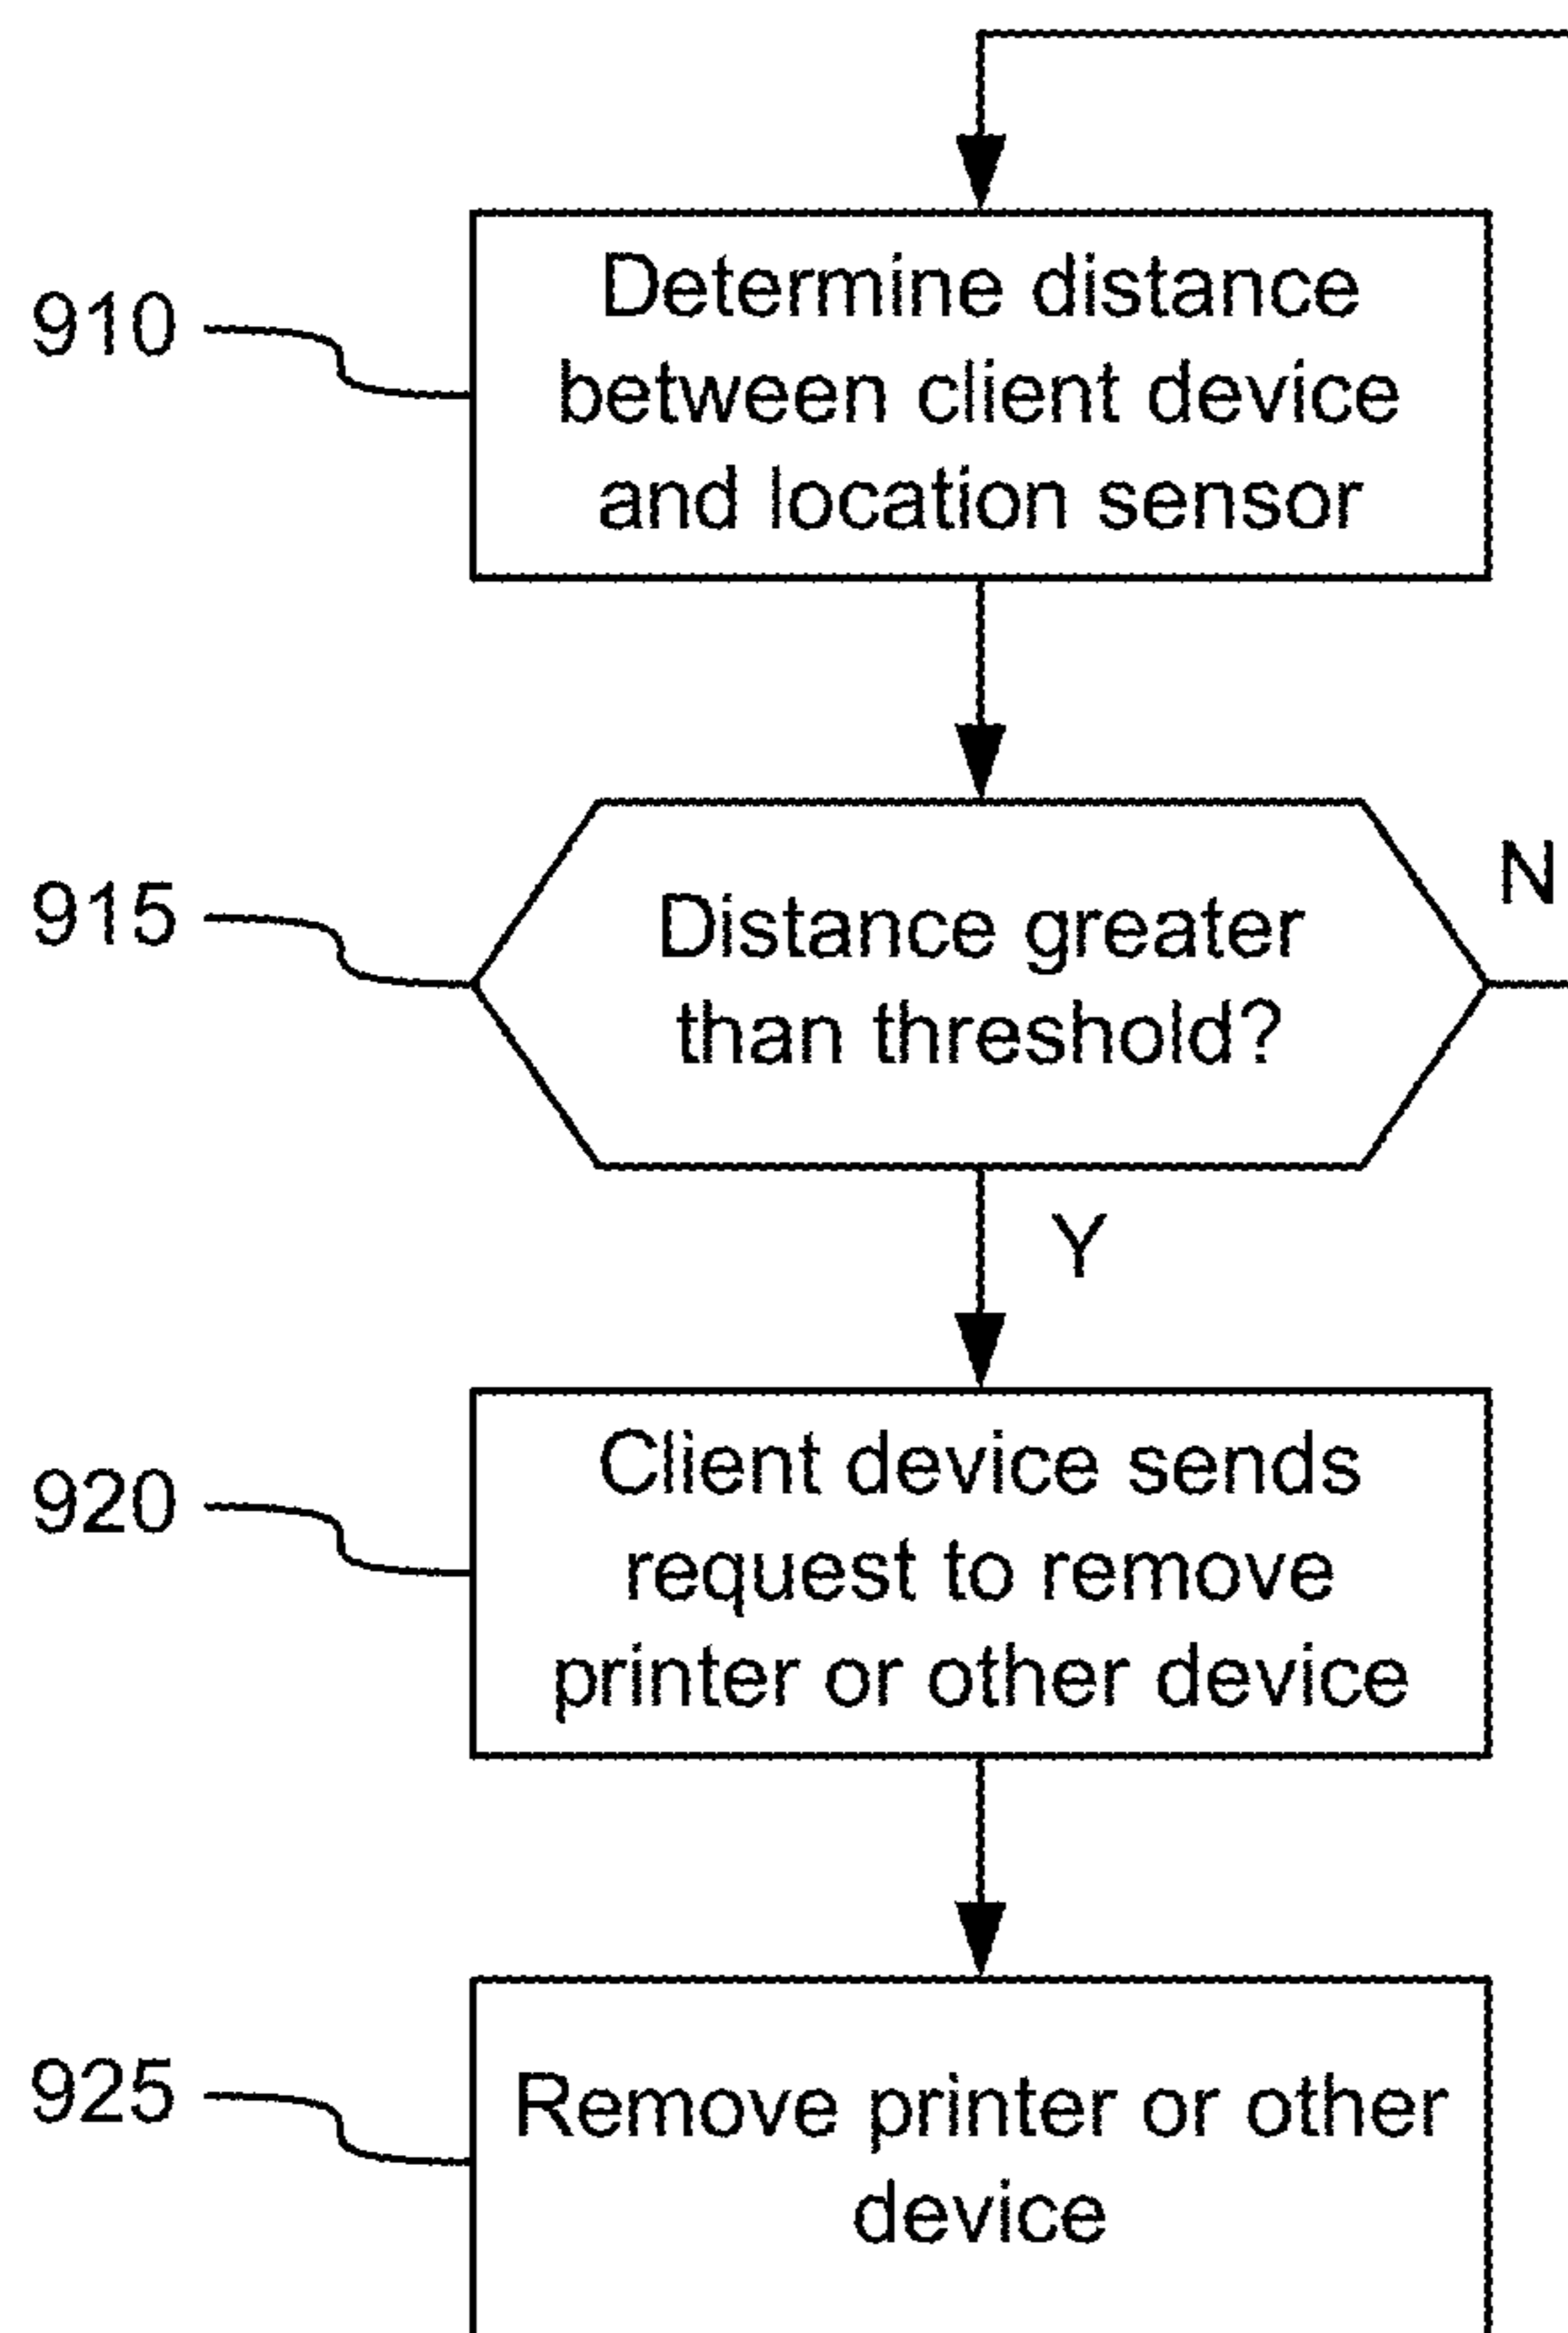 910
Determine distance
between client device
and location sensor
915
Distance greater
than threshold?
N
Y
920
Client device sends
request to remove
printer or other device
925
Remove printer or other
device